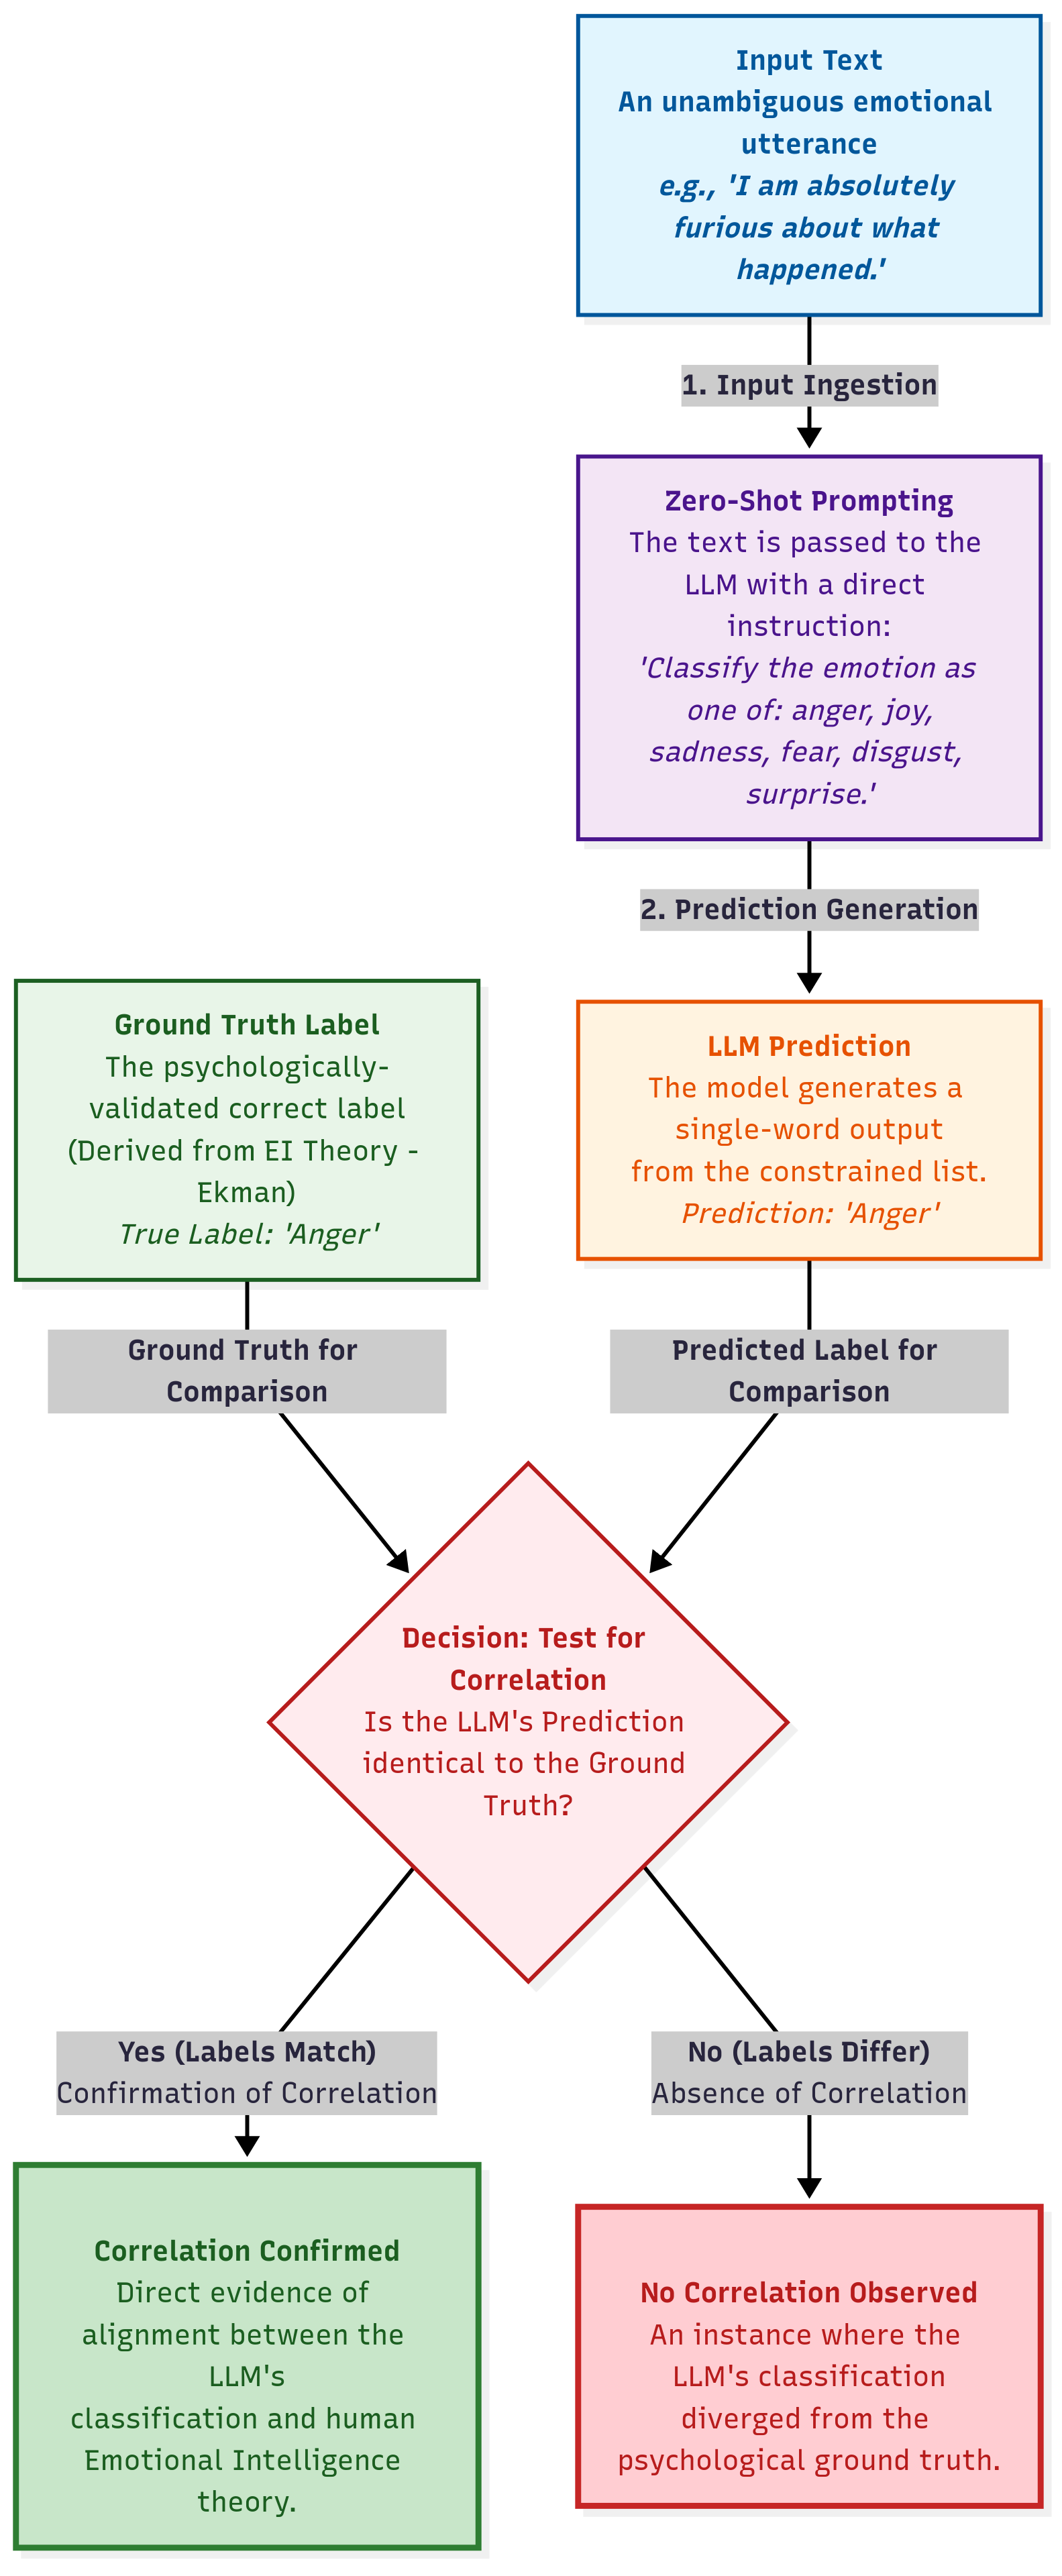 Input Text
An unambiguous emotional
utterance
e.g., 'I am absolutely
furious about what
happened.'
1. Input Ingestion
Zero-Shot Prompting
The text is passed to the
LLM with a direct
instruction:
'Classify the emotion as
one of: anger, joy,
sadness, fear, disgust,
surprise.'
2. Prediction Generation
Ground Truth Label
The psychologically-
validated correct label
(Derived from EI Theory -
Ekman)
True Label: 'Anger'
LLM Prediction
The model generates a
single-word output
from the constrained list.
Prediction: 'Anger'
Ground Truth for
Comparison
Predicted Label for
Comparison
Decision: Test for
Correlation
Is the LLM's Prediction
identical to the Ground
Truth?
Yes (Labels Match)
Confirmation of Correlation
No (Labels Differ)
Absence of Correlation
Correlation Confirmed
Direct evidence of
alignment between the
LLM's
classification and human
Emotional Intelligence
theory.
No Correlation Observed
An instance where the
LLM's classification
diverged from the
psychological ground truth.